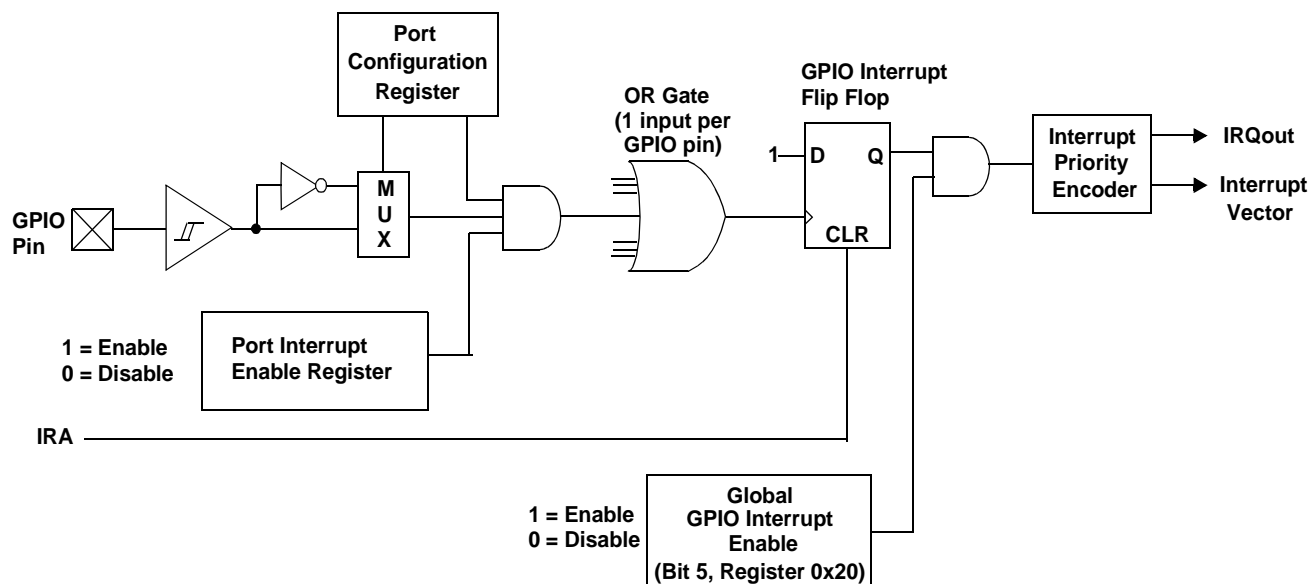 Port
Configuration
Register
OR Gate
(1 input per
GPIO pin)
GPIO Interrupt
Flip Flop
1
D
Q
CLR
Interrupt
Priority
Encoder
IRQout
Interrupt
Vector
M
U
X
GPIO
Pin
1 = Enable
0 = Disable
Port Interrupt
Enable Register
IRA
1 = Enable
0 = Disable
Global
GPIO Interrupt
Enable
(Bit 5, Register 0x20)